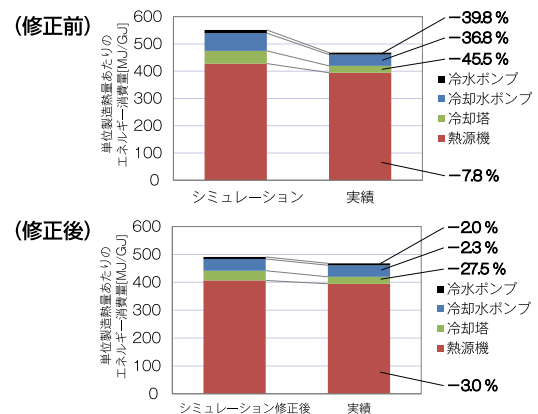 （修正前）
単位製造熱量あたりの
エネルギー消費量[MJ/GJ]
600
500
400
300
200
100
0
シミュレーション 実績
−39.8 %
−36.8 %
−45.5 %
冷水ポンプ
冷却水ポンプ
冷却塔
熱源機
−7.8 %
（修正後）
単位製造熱量あたりの
エネルギー消費量[MJ/GJ]
600
500
400
300
200
100
0
シミュレーション修正後 実績
−2.0 %
−2.3 %
−27.5 %
冷水ポンプ
冷却水ポンプ
冷却塔
熱源機
−3.0 %